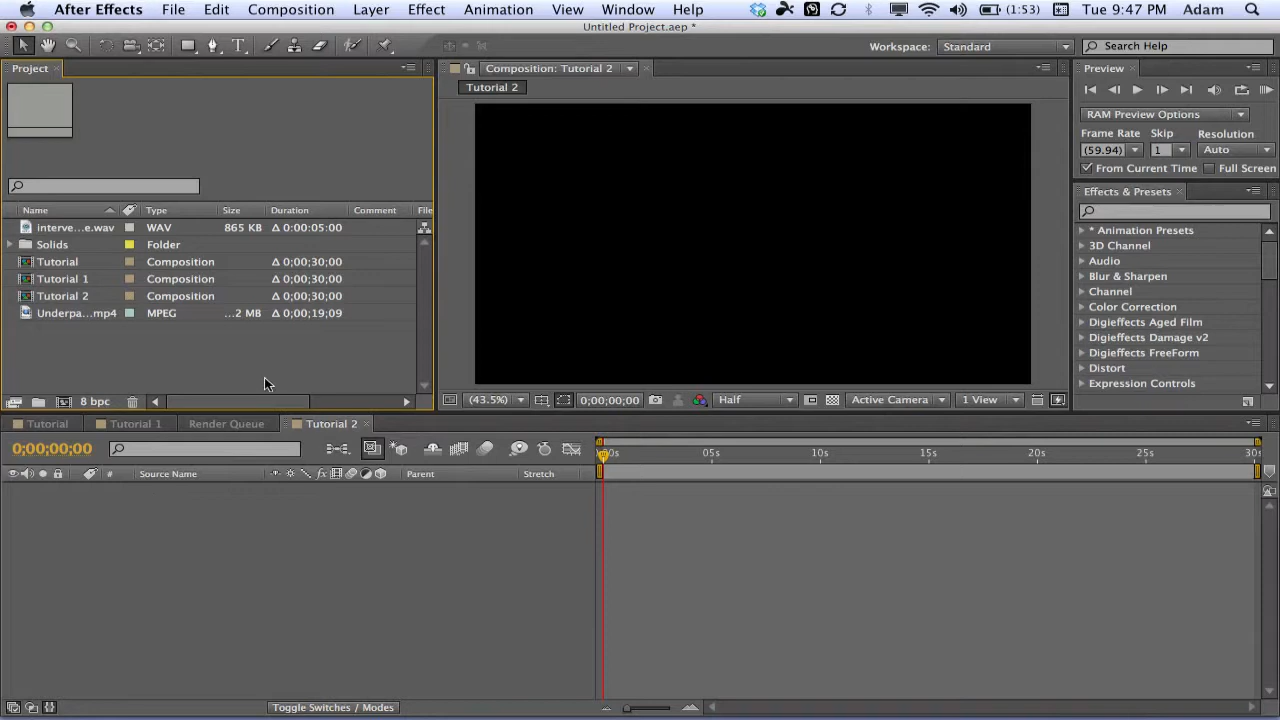 After Effects File Edit Composition Layer Effect Animation View Window Help (1:53) Tue 9:47 PM Adam
Untitled Project.aep *
T Workspace: Standard Search Help
Project
Composition: Tutorial 2
Preview
Tutorial 2
RAM Preview Options
Frame Rate Skip Resolution
(59.94) 1 Auto
From Current Time Full Screen
Effects & Presets
Name Type Size Duration Comment File
interve...e.wav WAV 865 KB Δ 0:00:05:00
Solids Folder
Tutorial Composition Δ 0;00;30;00
Tutorial 1 Composition Δ 0;00;30;00
Tutorial 2 Composition Δ 0;00;30;00
Underpa...mp4 MPEG ...2 MB Δ 0;00;19;09
* Animation Presets
3D Channel
Audio
Blur & Sharpen
Channel
Color Correction
Digieffects Aged Film
Digieffects Damage v2
Digieffects FreeForm
Distort
Expression Controls
8 bpc
(43.5%) 0;00;00;00 Half Active Camera 1 View
Tutorial Tutorial 1 Render Queue Tutorial 2
0;00;00;00
05s 10s 15s 20s 25s 30s
# Source Name fx Parent Stretch
Toggle Switches / Modes